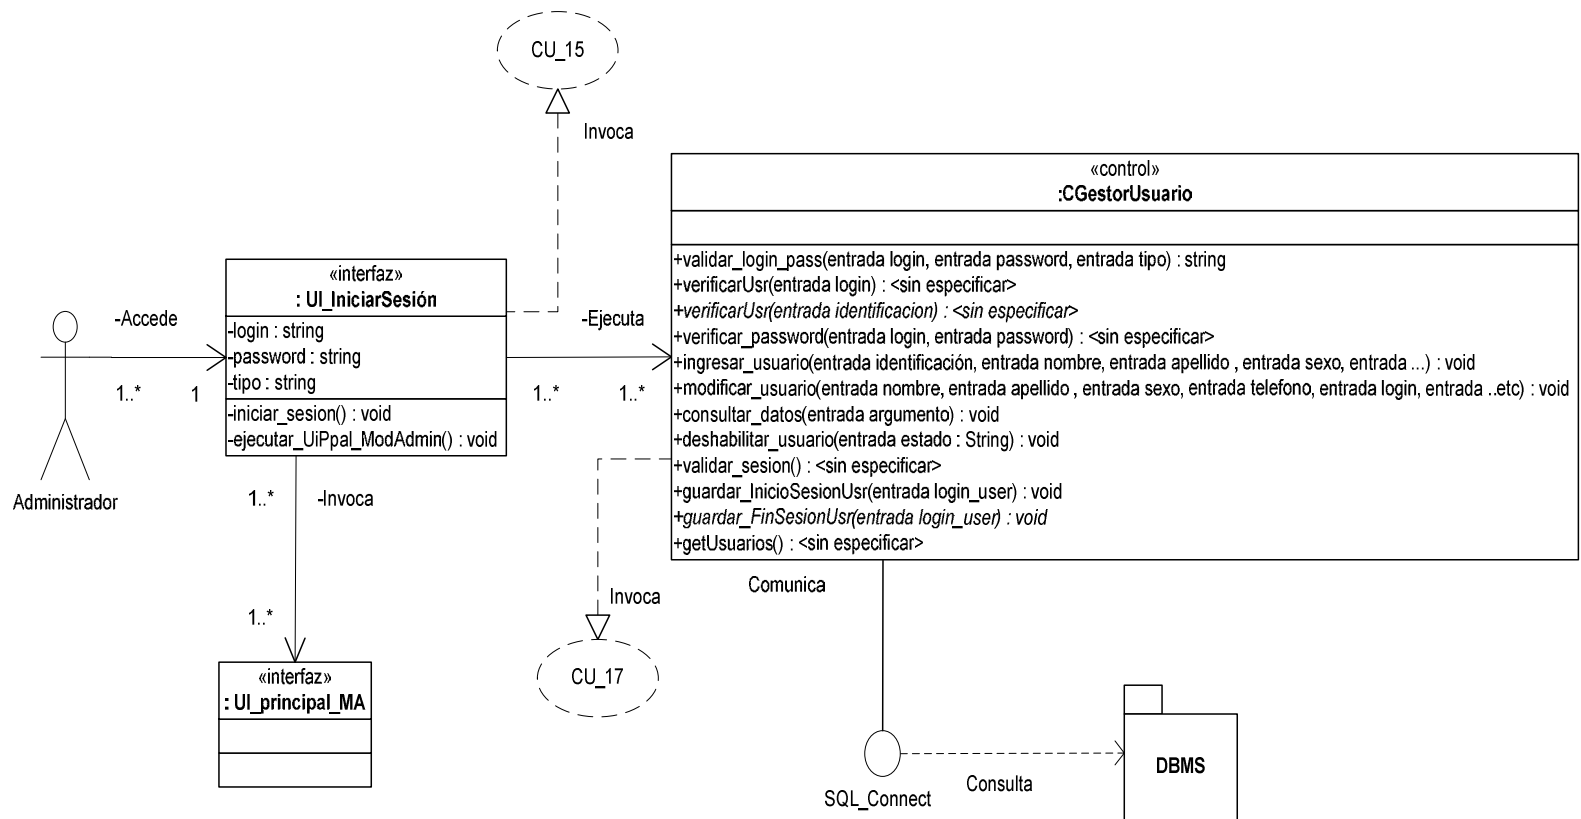 CU_15
Invoca
«control»
:CGestorUsuario
+validar_login_pass(entrada login, entrada password, entrada tipo) : string
+verificarUsr(entrada login) : <sin especificar>
+verificarUsr(entrada identificacion) : <sin especificar>
+verificar_password(entrada login, entrada password) : <sin especificar>
+ingresar_usuario(entrada identificación, entrada nombre, entrada apellido , entrada sexo, entrada ...) : void
+modificar_usuario(entrada nombre, entrada apellido , entrada sexo, entrada telefono, entrada login, entrada ..etc) : void
+consultar_datos(entrada argumento) : void
+deshabilitar_usuario(entrada estado : String) : void
+validar_sesion() : <sin especificar>
+guardar_InicioSesionUsr(entrada login_user) : void
+guardar_FinSesionUsr(entrada login_user) : void
+getUsuarios() : <sin especificar>
«interfaz»
: UI_IniciarSesión
-login : string
-password : string
-tipo : string
-iniciar_sesion() : void
-ejecutar_UiPpal_ModAdmin() : void
-Accede
1..*
1
-Ejecuta
1..*
1..*
Administrador
1..*
-Invoca
1..*
«interfaz»
: UI_principal_MA
Invoca
CU_17
Comunica
SQL_Connect
Consulta
DBMS